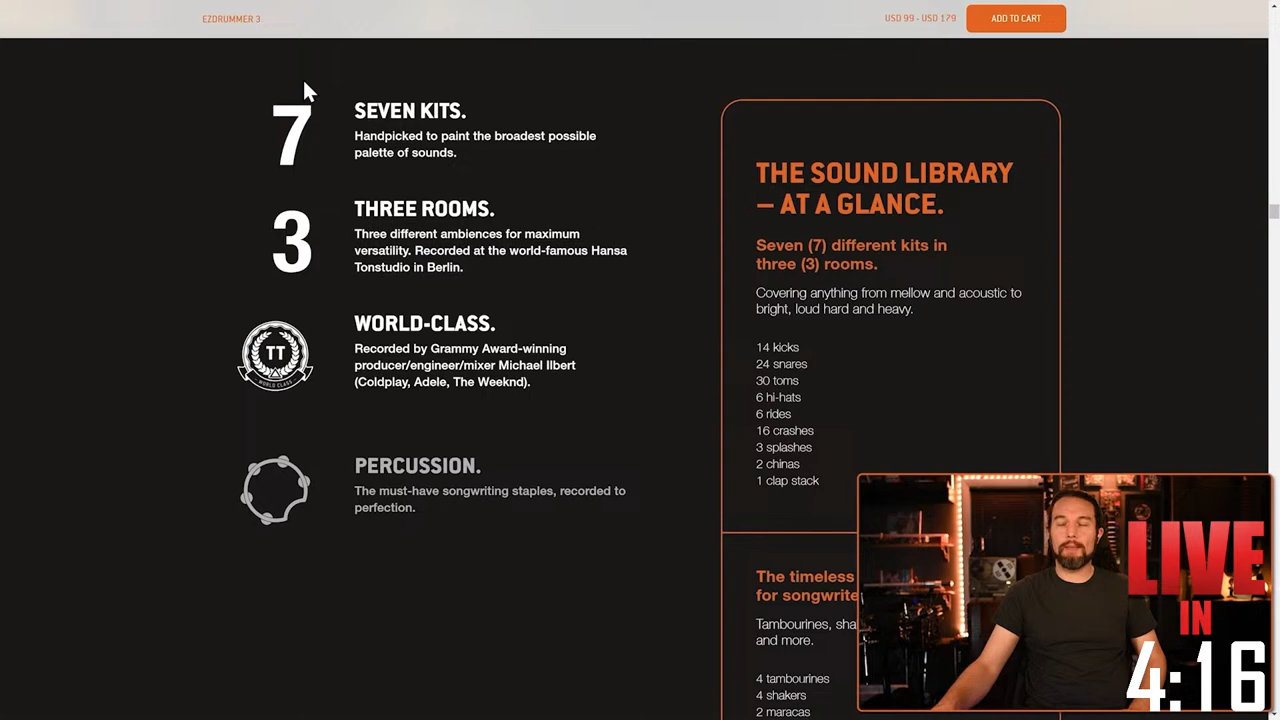 EZDRUMMER 3
USD 99 - USD 179
ADD TO CART
7
SEVEN KITS.
Handpicked to paint the broadest possible
palette of sounds.
3
THREE ROOMS.
Three different ambiences for maximum
versatility. Recorded at the world-famous Hansa
Tonstudio in Berlin.
TT
WORLD CLASS
WORLD-CLASS.
Recorded by Grammy Award-winning
producer/engineer/mixer Michael Ilbert
(Coldplay, Adele, The Weeknd).
PERCUSSION.
The must-have songwriting staples, recorded to
perfection.
THE SOUND LIBRARY
– AT A GLANCE.
Seven (7) different kits in
three (3) rooms.
Covering anything from mellow and acoustic to
bright, loud hard and heavy.
14 kicks
24 snares
30 toms
6 hi-hats
6 rides
16 crashes
3 splashes
2 chinas
1 clap stack
The timeless
for songwrite
Tambourines, sha
and more.
4 tambourines
4 shakers
2 maracas
LIVE
IN
4:16